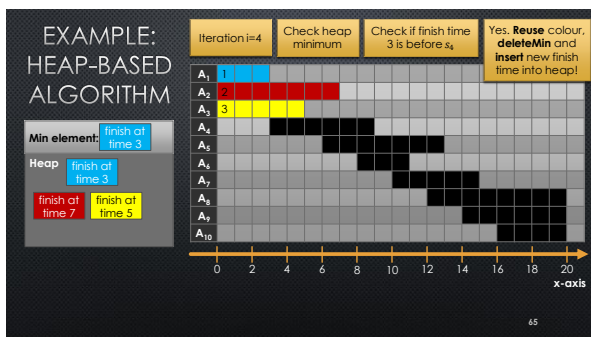 EXAMPLE:
HEAP-BASED
ALGORITHM
Iteration i=4
Check heap
minimum
Check if finish time
3 is before s₄
Yes. Reuse colour,
deleteMin and
insert new finish
time into heap!
Min element:
finish at
time 3
Heap
finish at
time 3
finish at
time 7
finish at
time 5
A₁ 1
A₂ 2
A₃ 3
A₄
A₅
A₆
A₇
A₈
A₉
A₁₀
0 2 4 6 8 10 12 14 16 18 20
x-axis
65